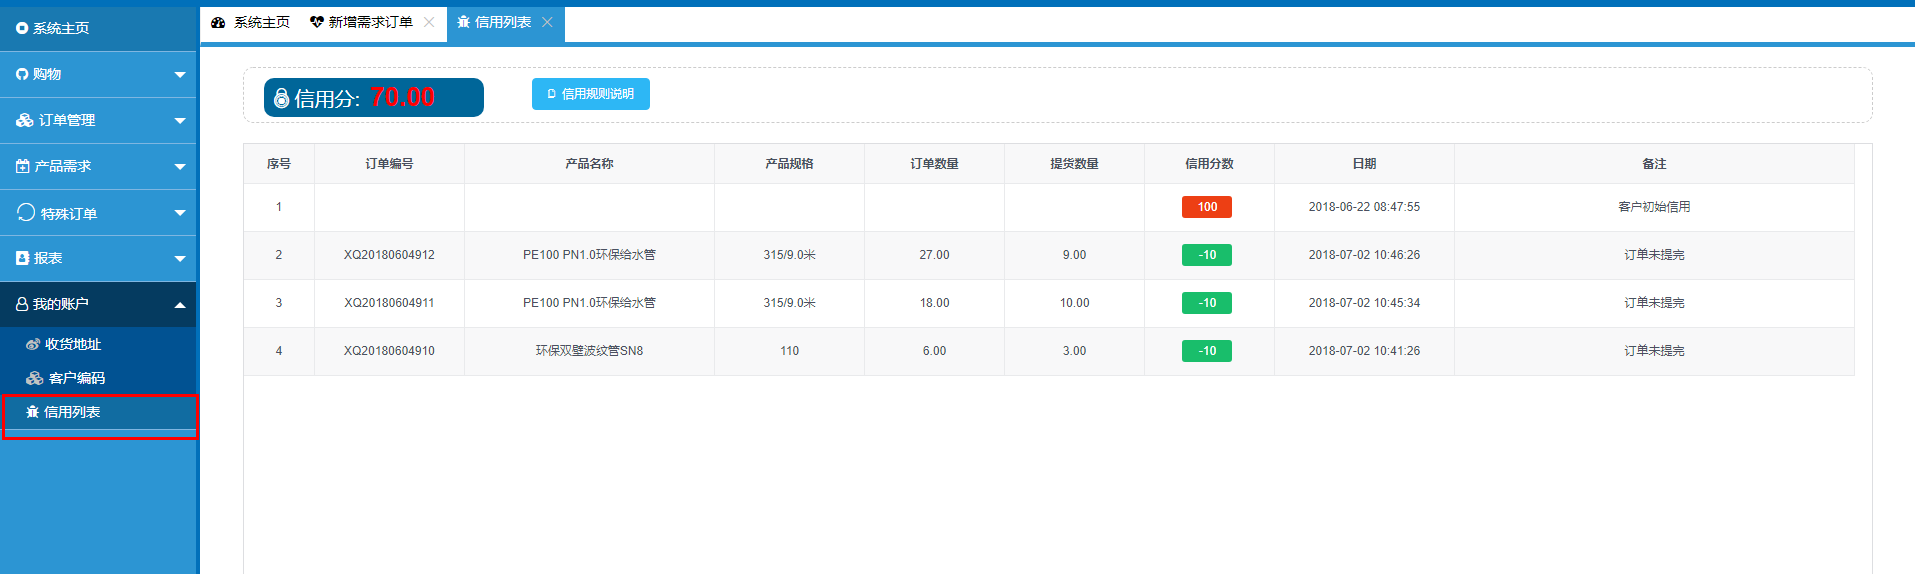 系统主页
购物
订单管理
产品需求
特殊订单
报表
我的账户
收货地址
客户编码
信用列表
系统主页 新增需求订单 信用列表
信用分: 70.00 信用规则说明
序号 订单编号 产品名称 产品规格 订单数量 提货数量 信用分数 日期 备注
1 100 2018-06-22 08:47:55 客户初始信用
2 XQ20180604912 PE100 PN1.0环保给水管 315/9.0米 27.00 9.00 -10 2018-07-02 10:46:26 订单未提完
3 XQ20180604911 PE100 PN1.0环保给水管 315/9.0米 18.00 10.00 -10 2018-07-02 10:45:34 订单未提完
4 XQ20180604910 环保双壁波纹管SN8 110 6.00 3.00 -10 2018-07-02 10:41:26 订单未提完